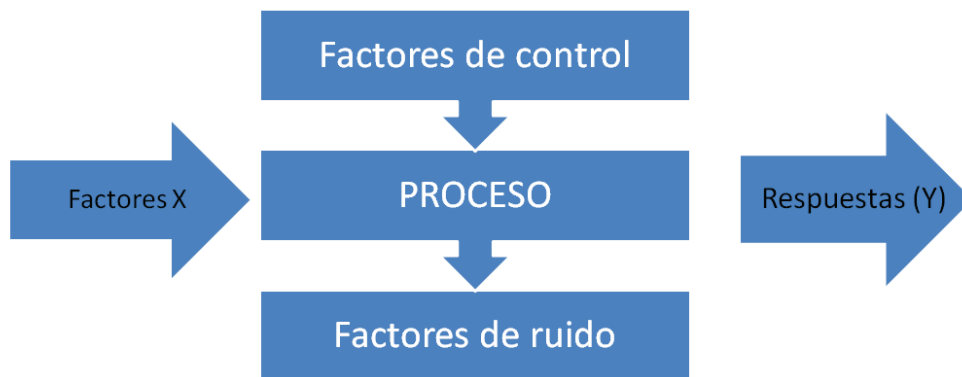 Factores de control
Factores X
PROCESO
Respuestas (Y)
Factores de ruido